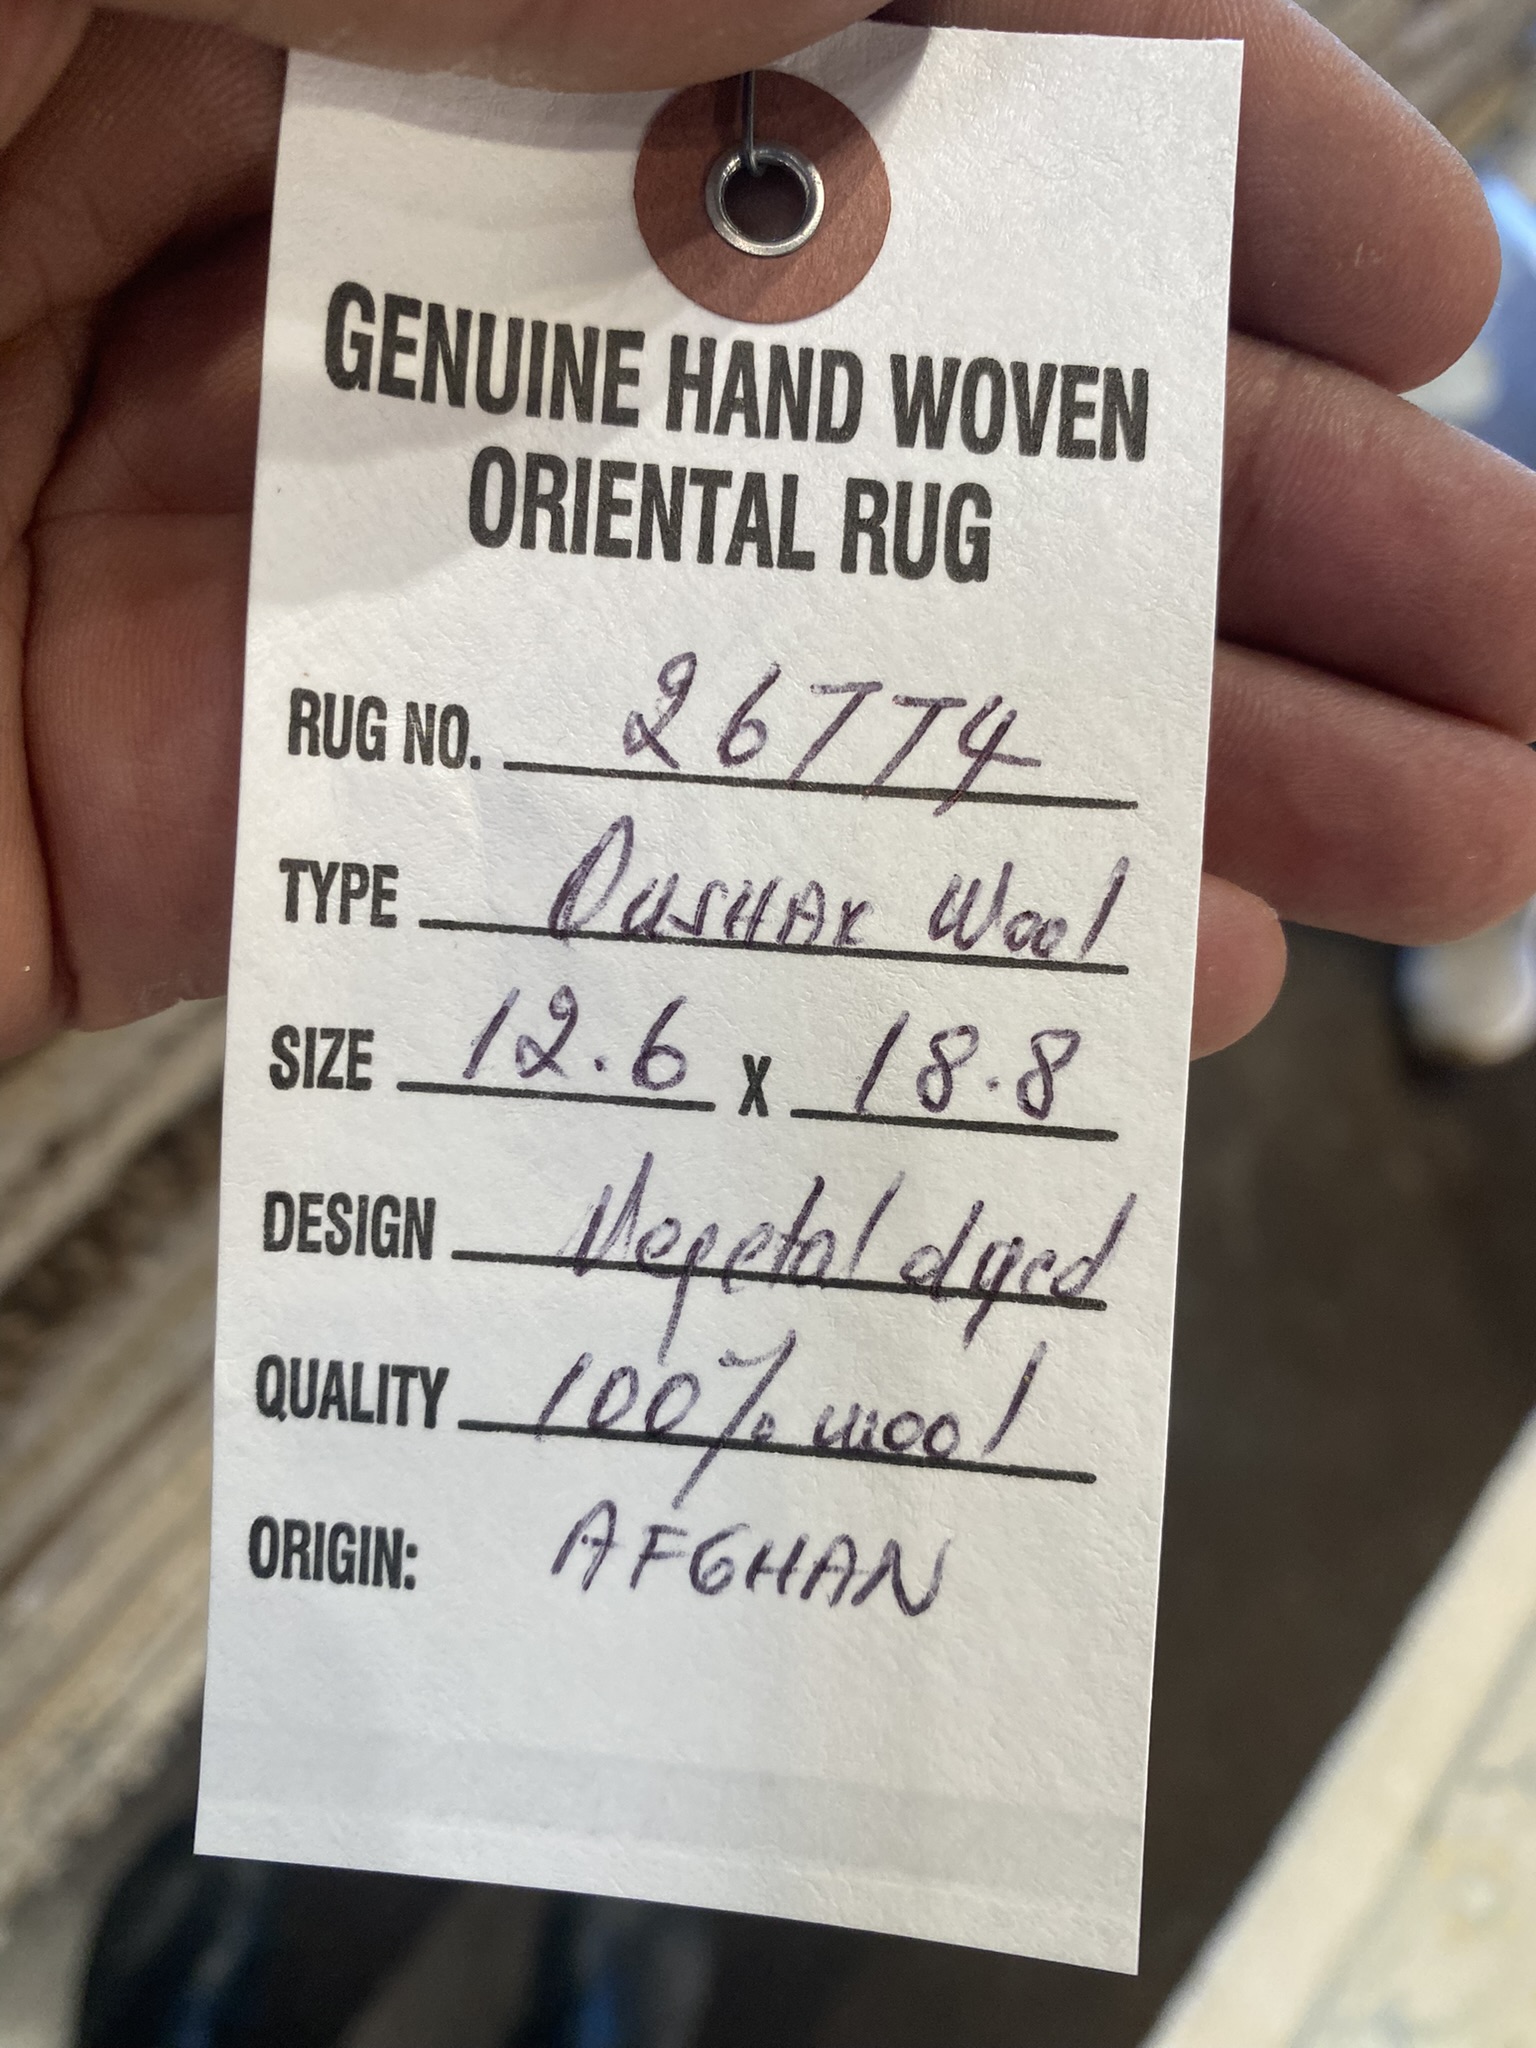 GENUINE HAND WOVEN
ORIENTAL RUG
RUG NO. 26774
TYPE OUSHAK Wool
SIZE 12.6 X 18.8
DESIGN Vegetal dyed
QUALITY 100% wool
ORIGIN: AFGHAN